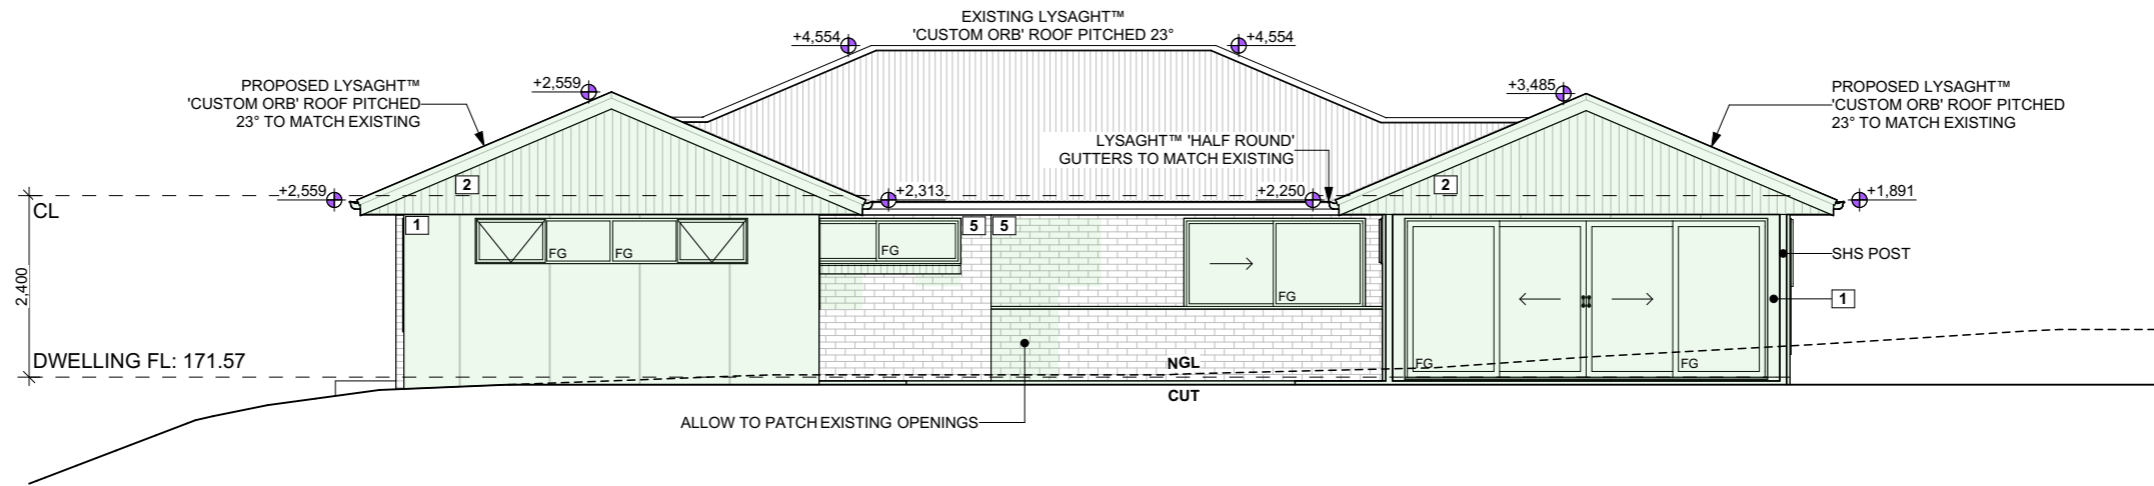 EXISTING LYSAGHT™
'CUSTOM ORB' ROOF PITCHED 23°
+4,554
+4,554
PROPOSED LYSAGHT™
'CUSTOM ORB' ROOF PITCHED
23° TO MATCH EXISTING
+2,559
+3,485
PROPOSED LYSAGHT™
'CUSTOM ORB' ROOF PITCHED
23° TO MATCH EXISTING
LYSAGHT™ 'HALF ROUND'
GUTTERS TO MATCH EXISTING
2
2
+2,559
+2,313
+2,250
+1,891
CL
1
5
5
FG
FG
FG
FG
SHS POST
1
2,400
DWELLING FL: 171.57
NGL
FG
FG
CUT
ALLOW TO PATCH EXISTING OPENINGS